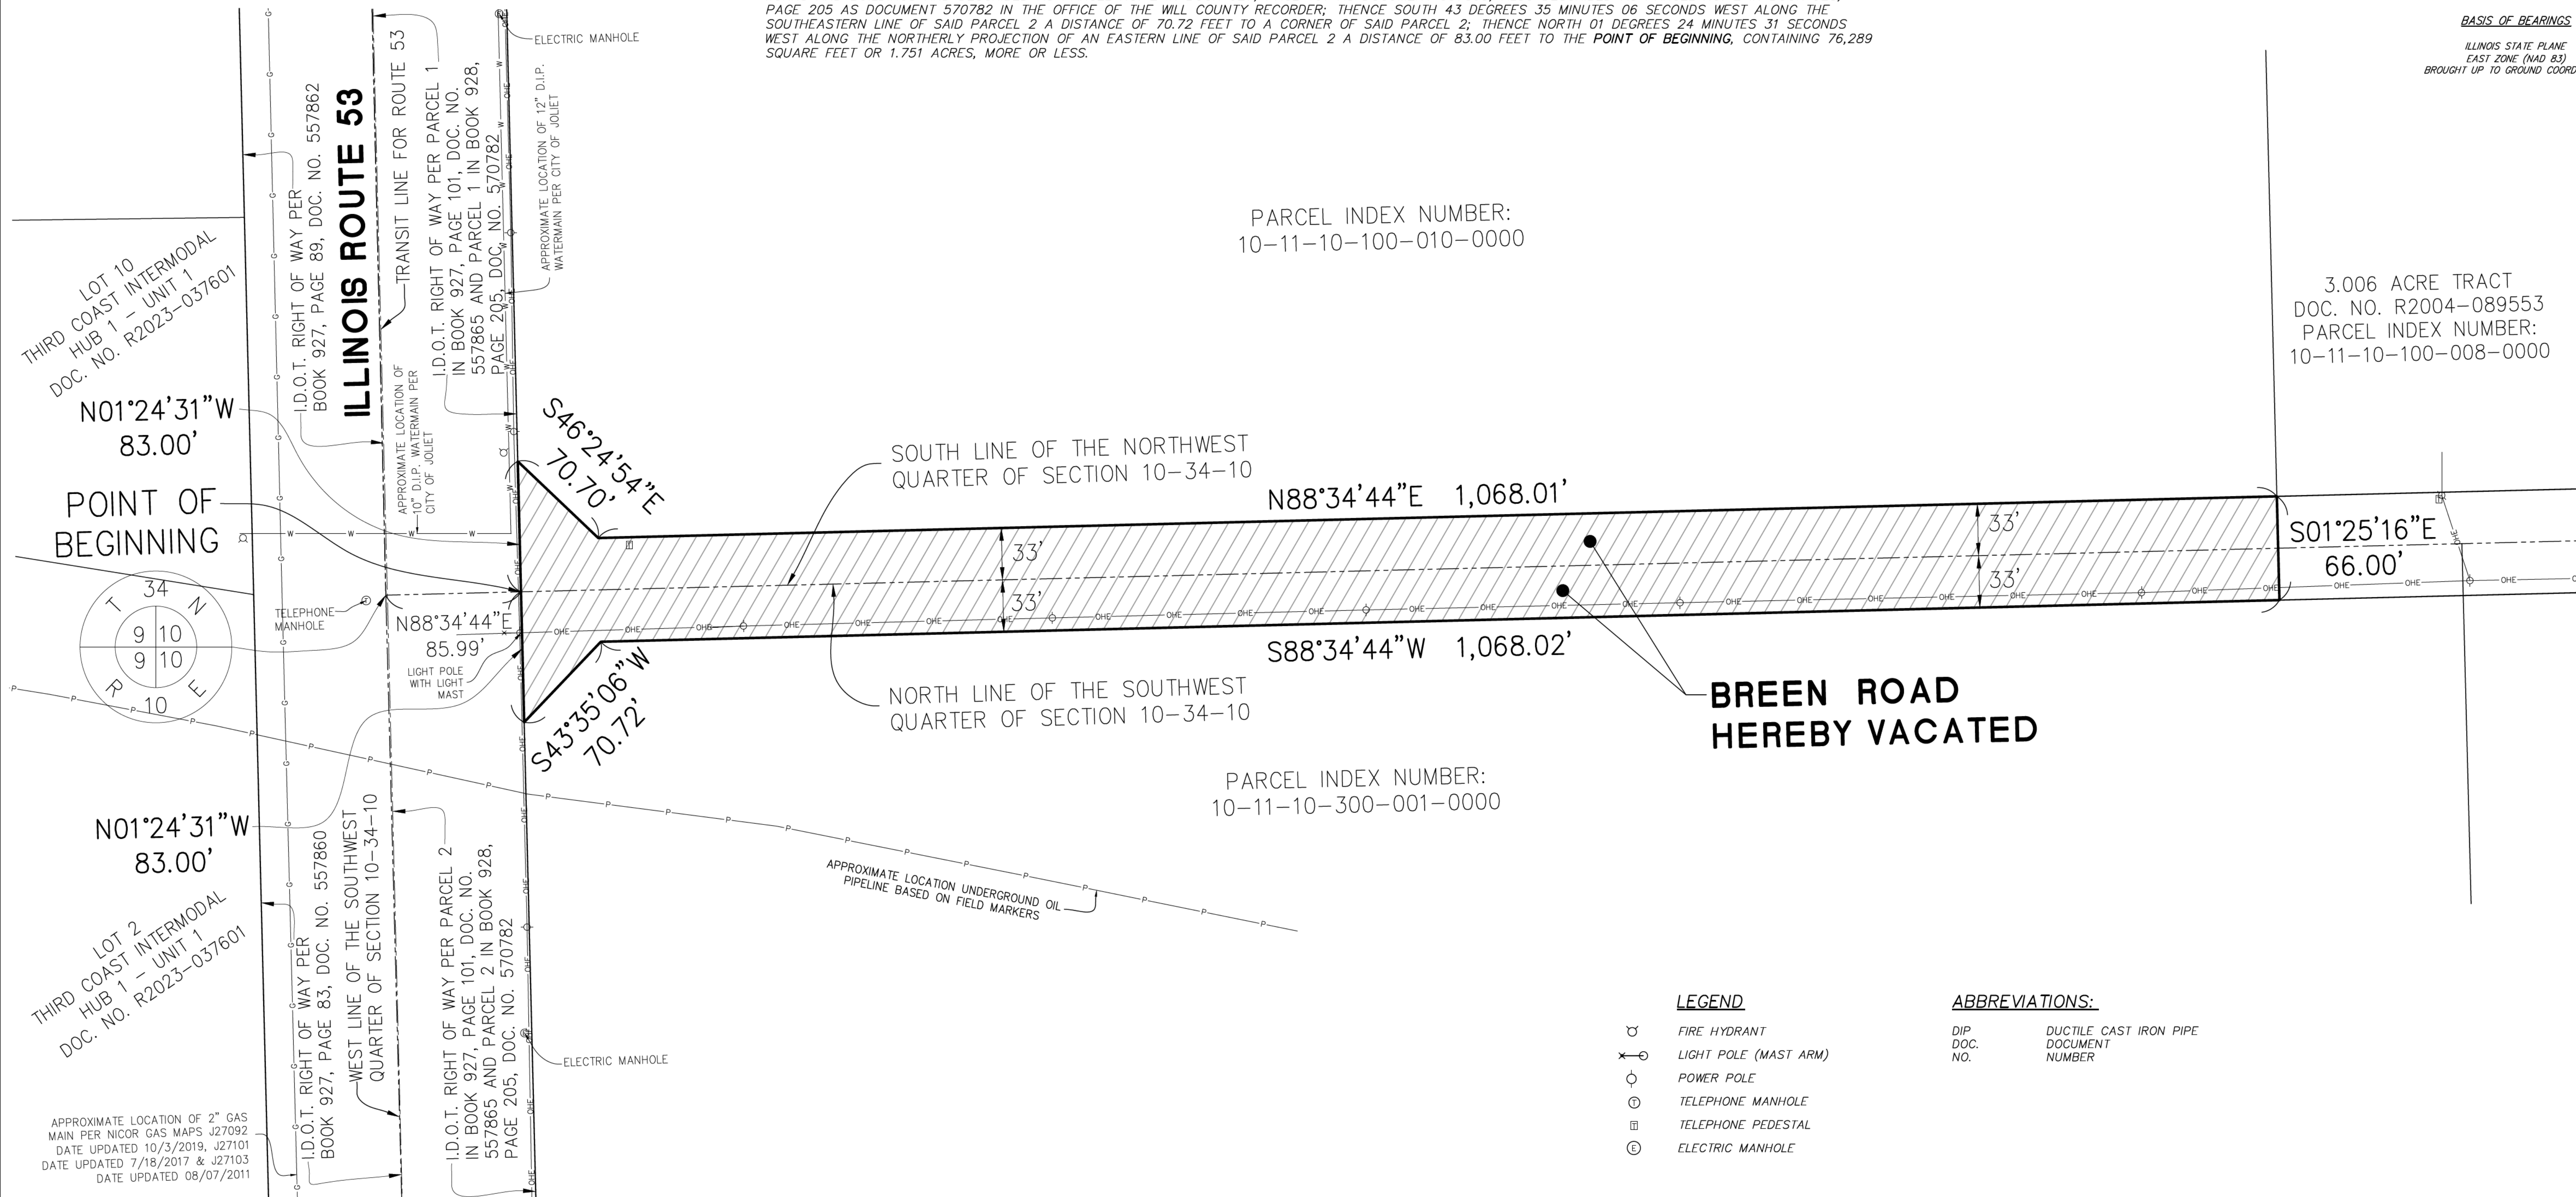 PAGE 205 AS DOCUMENT 570782 IN THE OFFICE OF THE WILL COUNTY RECORDER; THENCE SOUTH 43 DEGREES 35 MINUTES 06 SECONDS WEST ALONG THE
SOUTHEASTERN LINE OF SAID PARCEL 2 A DISTANCE OF 70.72 FEET TO A CORNER OF SAID PARCEL 2; THENCE NORTH 01 DEGREES 24 MINUTES 31 SECONDS
WEST ALONG THE NORTHERLY PROJECTION OF AN EASTERN LINE OF SAID PARCEL 2 A DISTANCE OF 83.00 FEET TO THE POINT OF BEGINNING, CONTAINING 76,289
SQUARE FEET OR 1.751 ACRES, MORE OR LESS.
BASIS OF BEARINGS
ILLINOIS STATE PLANE
EAST ZONE (NAD 83)
BROUGHT UP TO GROUND COORD
ELECTRIC MANHOLE
I.D.O.T. RIGHT OF WAY PER
BOOK 927, PAGE 89, DOC. NO. 557862
ILLINOIS ROUTE 53
TRANSIT LINE FOR ROUTE 53
I.D.O.T. RIGHT OF WAY PER PARCEL 1
IN BOOK 927, PAGE 101, DOC. NO.
557865 AND PARCEL 1 IN BOOK 928,
PAGE 205, DOC. NO. 570782
APPROXIMATE LOCATION OF 12" D.I.P.
WATERMAIN PER CITY OF JOLIET
PARCEL INDEX NUMBER:
10-11-10-100-010-0000
3.006 ACRE TRACT
DOC. NO. R2004-089553
PARCEL INDEX NUMBER:
10-11-10-100-008-0000
LOT 10
THIRD COAST INTERMODAL
HUB 1 - UNIT 1
DOC. NO. R2023-037601
APPROXIMATE LOCATION OF
10" D.I.P. WATERMAIN PER
CITY OF JOLIET
N01°24'31"W
83.00'
POINT OF
BEGINNING
S46°24'54"E
70.70'
SOUTH LINE OF THE NORTHWEST
QUARTER OF SECTION 10-34-10
N88°34'44"E 1,068.01'
33'
33'
33'
33'
S01°25'16"E
66.00'
T 34 N
9 10
9 10
R 10 E
TELEPHONE
MANHOLE
N88°34'44"E
85.99'
LIGHT POLE
WITH LIGHT
MAST
S88°34'44"W 1,068.02'
S43°35'06"W
70.72'
NORTH LINE OF THE SOUTHWEST
QUARTER OF SECTION 10-34-10
BREEN ROAD
HEREBY VACATED
PARCEL INDEX NUMBER:
10-11-10-300-001-0000
N01°24'31"W
83.00'
APPROXIMATE LOCATION UNDERGROUND OIL
PIPELINE BASED ON FIELD MARKERS
LOT 2
THIRD COAST INTERMODAL
HUB 1 - UNIT 1
DOC. NO. R2023-037601
I.D.O.T. RIGHT OF WAY PER
BOOK 927, PAGE 83, DOC. NO. 557860
WEST LINE OF THE SOUTHWEST
QUARTER OF SECTION 10-34-10
I.D.O.T. RIGHT OF WAY PER PARCEL 2
IN BOOK 927, PAGE 101, DOC. NO.
557865 AND PARCEL 2 IN BOOK 928,
PAGE 205, DOC. NO. 570782
ELECTRIC MANHOLE
APPROXIMATE LOCATION OF 2" GAS
MAIN PER NICOR GAS MAPS J27092
DATE UPDATED 10/3/2019, J27101
DATE UPDATED 7/18/2017 & J27103
DATE UPDATED 08/07/2011
LEGEND
FIRE HYDRANT
LIGHT POLE (MAST ARM)
POWER POLE
T TELEPHONE MANHOLE
T TELEPHONE PEDESTAL
E ELECTRIC MANHOLE
ABBREVIATIONS:
DIP DUCTILE CAST IRON PIPE
DOC. DOCUMENT
NO. NUMBER